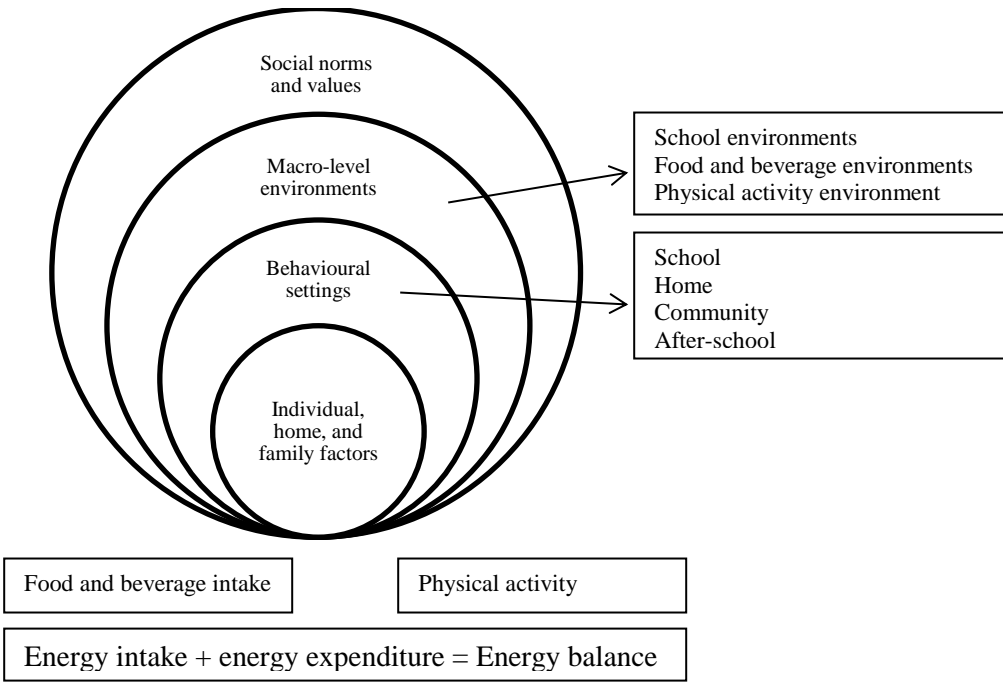 Social norms
and values
Macro-level
environments
School environments
Food and beverage environments
Physical activity environment
Behavioural
settings
School
Home
Community
After-school
Individual,
home, and
family factors
Food and beverage intake
Physical activity
Energy intake + energy expenditure = Energy balance